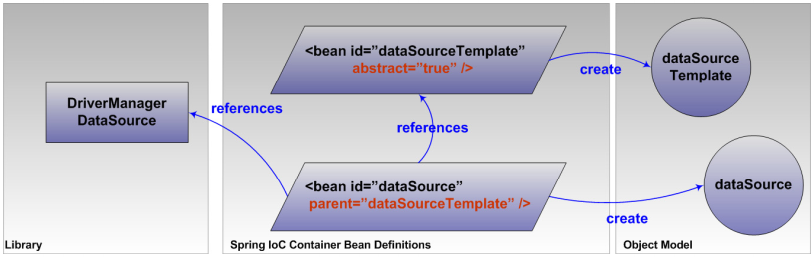 DriverManager
DataSource
references
Library
<bean id=”dataSourceTemplate”
abstract=”true” />
references
<bean id=”dataSource”
parent=”dataSourceTemplate” />
Spring IoC Container Bean Definitions
create
dataSource
Template
dataSource
create
Object Model